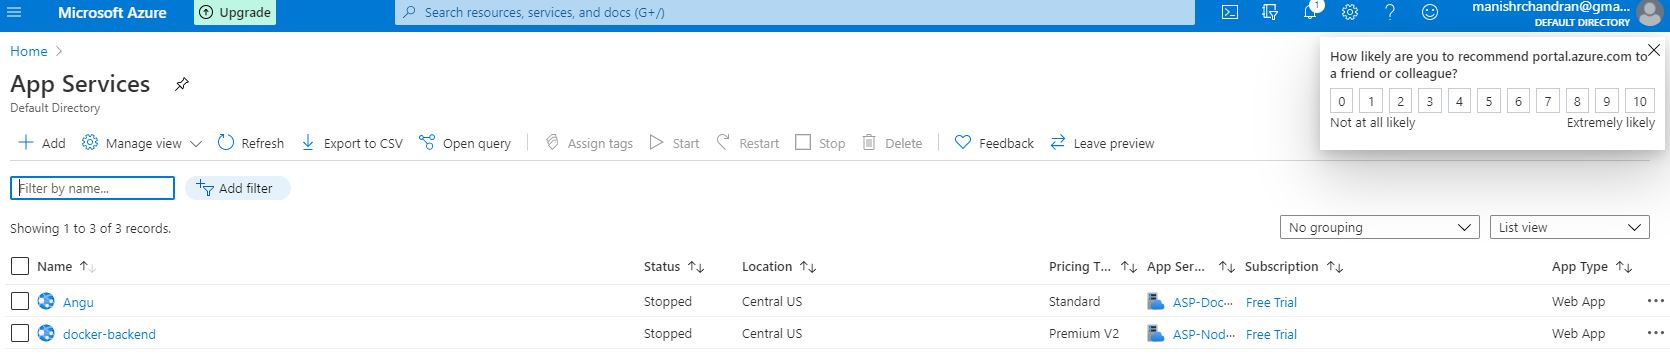 Microsoft Azure Upgrade Search resources, services, and docs (G+/) 1 manishrchandran@gma...
DEFAULT DIRECTORY
Home
How likely are you to recommend portal.azure.com to
a friend or colleague?
0 1 2 3 4 5 6 7 8 9 10
Not at all likely Extremely likely
App Services
Default Directory
Add Manage view Refresh Export to CSV Open query Assign tags Start Restart Stop Delete Feedback Leave preview
Filter by name... Add filter
Showing 1 to 3 of 3 records. No grouping List view
Name Status Location Pricing T... App Ser... Subscription App Type
Angu Stopped Central US Standard ASP-Doc... Free Trial Web App
docker-backend Stopped Central US Premium V2 ASP-Nod... Free Trial Web App